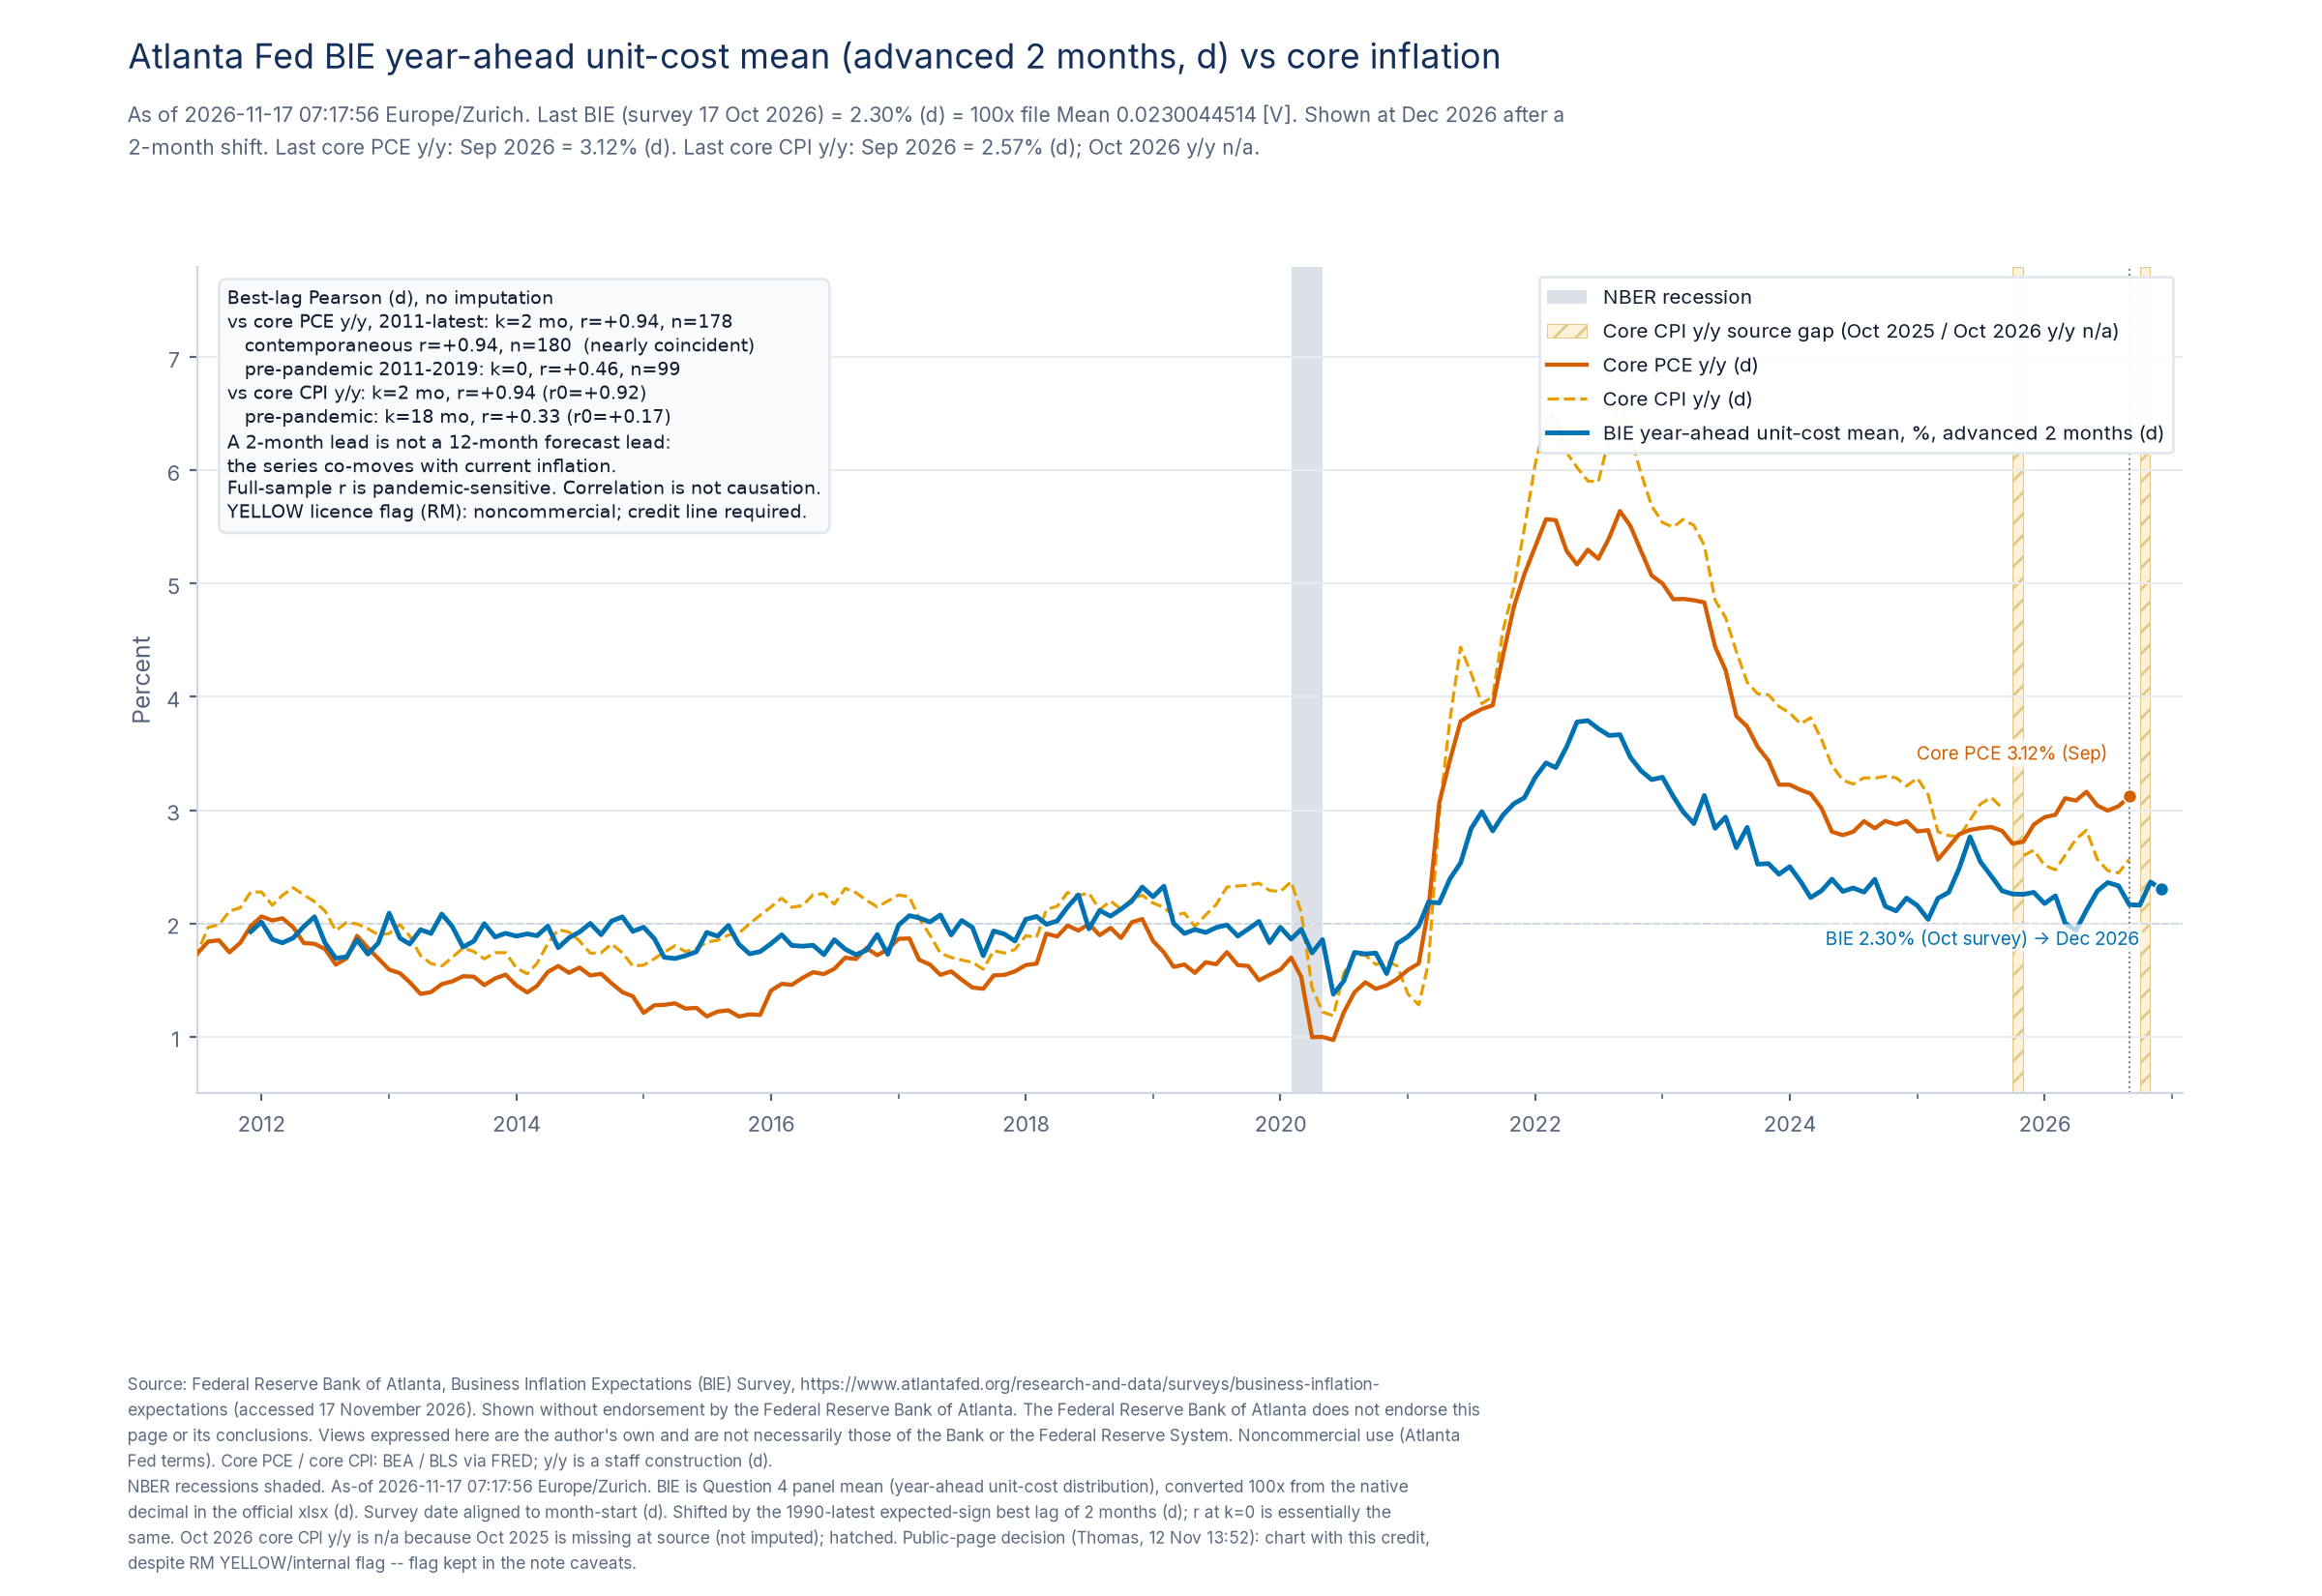 Atlanta Fed BIE year-ahead unit-cost mean (advanced 2 months, d) vs core inflation
As of 2026-11-17 07:17:56 Europe/Zurich. Last BIE (survey 17 Oct 2026) = 2.30% (d) = 100x file Mean 0.0230044514 [V]. Shown at Dec 2026 after a
2-month shift. Last core PCE y/y: Sep 2026 = 3.12% (d). Last core CPI y/y: Sep 2026 = 2.57% (d); Oct 2026 y/y n/a.
Best-lag Pearson (d), no imputation
vs core PCE y/y, 2011-latest: k=2 mo, r=+0.94, n=178
contemporaneous r=+0.94, n=180  (nearly coincident)
pre-pandemic 2011-2019: k=0, r=+0.46, n=99
vs core CPI y/y: k=2 mo, r=+0.94 (r0=+0.92)
pre-pandemic: k=18 mo, r=+0.33 (r0=+0.17)
A 2-month lead is not a 12-month forecast lead:
the series co-moves with current inflation.
Full-sample r is pandemic-sensitive. Correlation is not causation.
YELLOW licence flag (RM): noncommercial; credit line required.
NBER recession
Core CPI y/y source gap (Oct 2025 / Oct 2026 y/y n/a)
Core PCE y/y (d)
Core CPI y/y (d)
BIE year-ahead unit-cost mean, %, advanced 2 months (d)
7
6
5
4
3
2
1
Percent
Core PCE 3.12% (Sep)
BIE 2.30% (Oct survey) → Dec 2026
2012
2014
2016
2018
2020
2022
2024
2026
Source: Federal Reserve Bank of Atlanta, Business Inflation Expectations (BIE) Survey, https://www.atlantafed.org/research-and-data/surveys/business-inflation-
expectations (accessed 17 November 2026). Shown without endorsement by the Federal Reserve Bank of Atlanta. The Federal Reserve Bank of Atlanta does not endorse this
page or its conclusions. Views expressed here are the author's own and are not necessarily those of the Bank or the Federal Reserve System. Noncommercial use (Atlanta
Fed terms). Core PCE / core CPI: BEA / BLS via FRED; y/y is a staff construction (d).
NBER recessions shaded. As-of 2026-11-17 07:17:56 Europe/Zurich. BIE is Question 4 panel mean (year-ahead unit-cost distribution), converted 100x from the native
decimal in the official xlsx (d). Survey date aligned to month-start (d). Shifted by the 1990-latest expected-sign best lag of 2 months (d); r at k=0 is essentially the
same. Oct 2026 core CPI y/y is n/a because Oct 2025 is missing at source (not imputed); hatched. Public-page decision (Thomas, 12 Nov 13:52): chart with this credit,
despite RM YELLOW/internal flag -- flag kept in the note caveats.